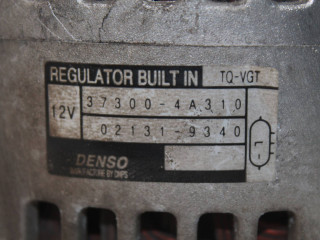 REGULATOR BUILT IN TQ-VGT
12V 37300-4A310
02131-9340
DENSO